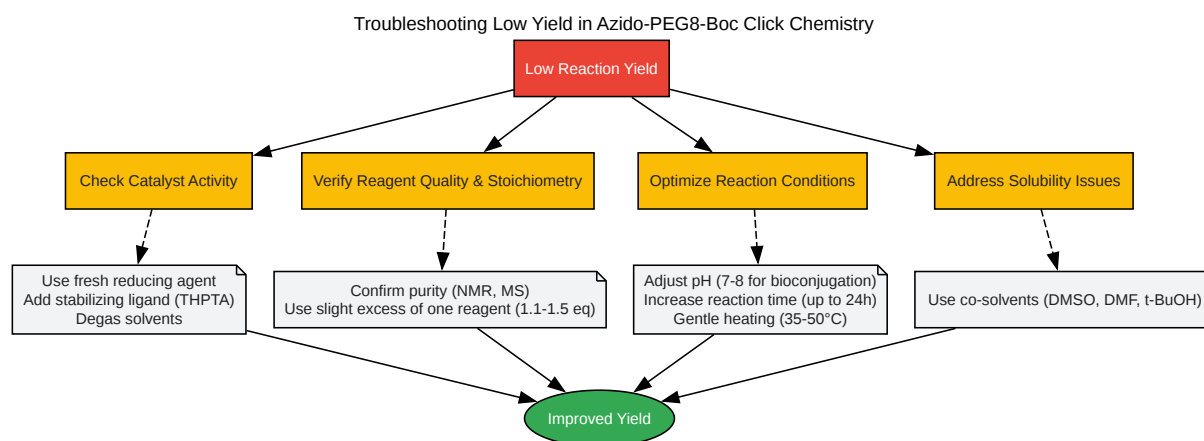 Troubleshooting Low Yield in Azido-PEG8-Boc Click Chemistry
Low Reaction Yield
Check Catalyst Activity
Verify Reagent Quality & Stoichiometry
Optimize Reaction Conditions
Address Solubility Issues
Use fresh reducing agent
Add stabilizing ligand (THPTA)
Degas solvents
Confirm purity (NMR, MS)
Use slight excess of one reagent (1.1-1.5 eq)
Adjust pH (7-8 for bioconjugation)
Increase reaction time (up to 24h)
Gentle heating (35-50°C)
Use co-solvents (DMSO, DMF, t-BuOH)
Improved Yield